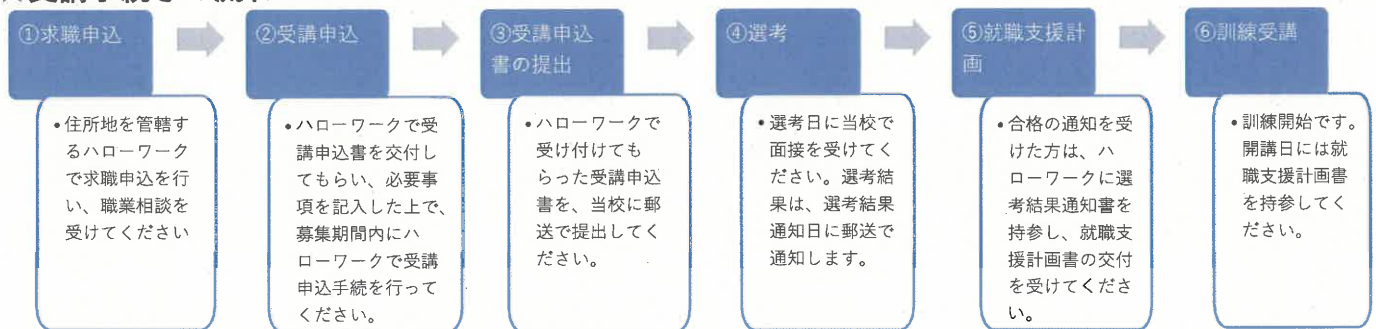 ①求職申込
②受講申込
③受講申込
書の提出
④選考
⑤就職支援計
画
⑥訓練受講
•住所地を管轄す
るハローワーク
で求職申込を行
い、職業相談を
受けてください
•ハローワークで受
講申込書を交付し
てもらい、必要事
項を記入した上で、
募集期間内にハ
ローワークで受講
申込手続を行って
ください。
•ハローワークで
受け付けても
らった受講申込
書を、当校に郵
送で提出してく
ださい。
•選考日に当校で
面接を受けてく
ださい。選考結
果は、選考結果
通知日に郵送で
通知します。
•合格の通知を受
けた方は、ハ
ローワークに選
考結果通知書を
持参し、就職支
援計画書の交付
を受けてくださ
い。
•訓練開始です。
開講日には就
職支援計画書
を持参してく
ださい。